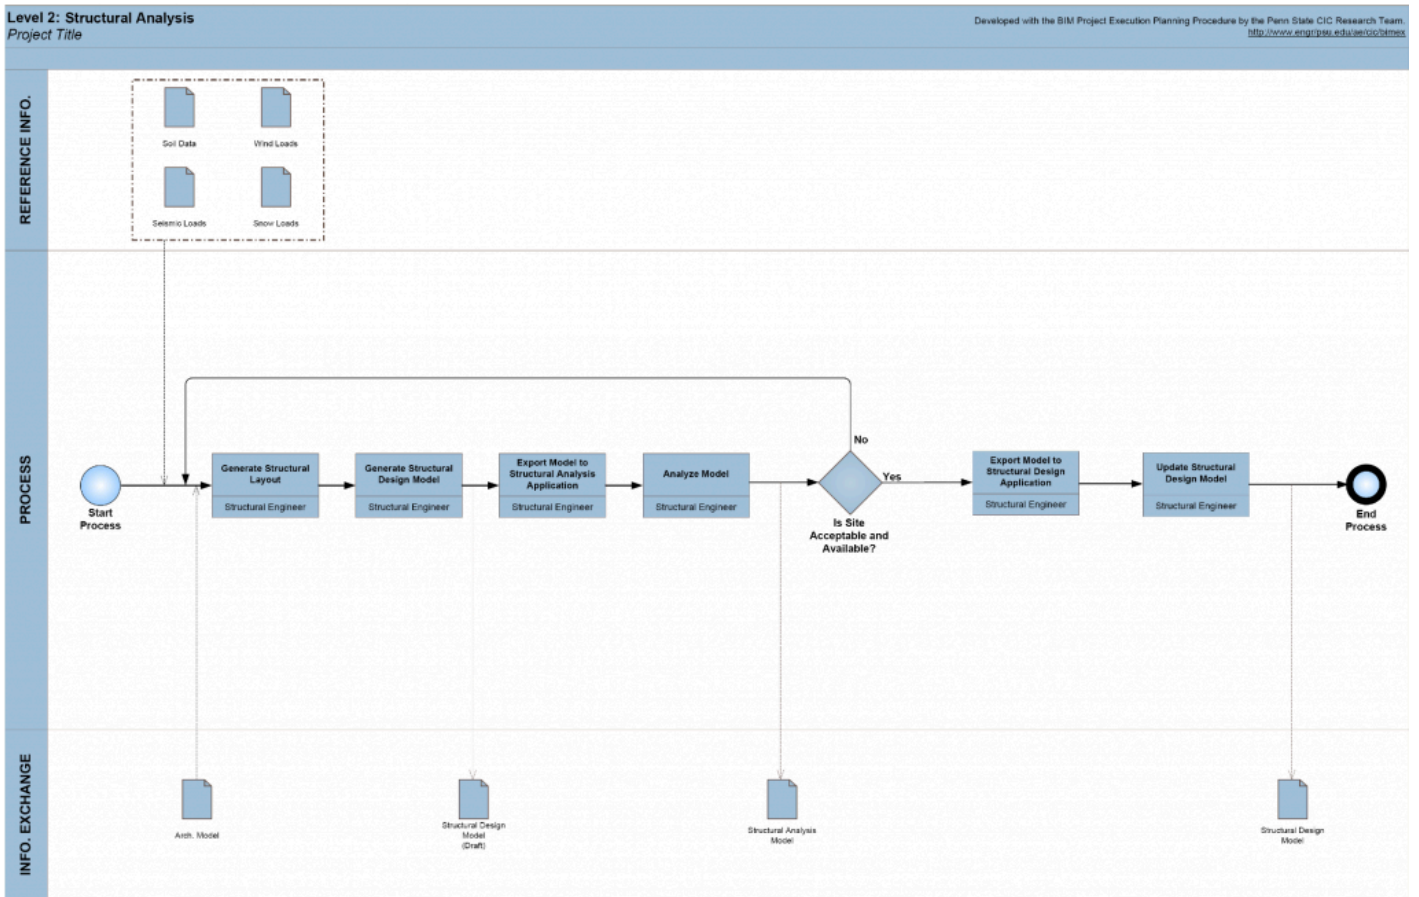 Level 2: Structural Analysis
Project Title
Developed with the BIM Project Execution Planning Procedure by the Penn State CIC Research Team.
http://www.engr/psu.edu/ae/cic/bimex
REFERENCE INFO.
Soil Data
Wind Loads
Seismic Loads
Snow Loads
PROCESS
Start
Process
Generate Structural
Layout
Structural Engineer
Generate Structural
Design Model
Structural Engineer
Export Model to
Structural Analysis
Application
Structural Engineer
Analyze Model
Structural Engineer
No
Yes
Is Site
Acceptable and
Available?
Export Model to
Structural Design
Application
Structural Engineer
Update Structural
Design Model
Structural Engineer
End
Process
INFO. EXCHANGE
Arch. Model
Structural Design
Model
(Draft)
Structural Analysis
Model
Structural Design
Model